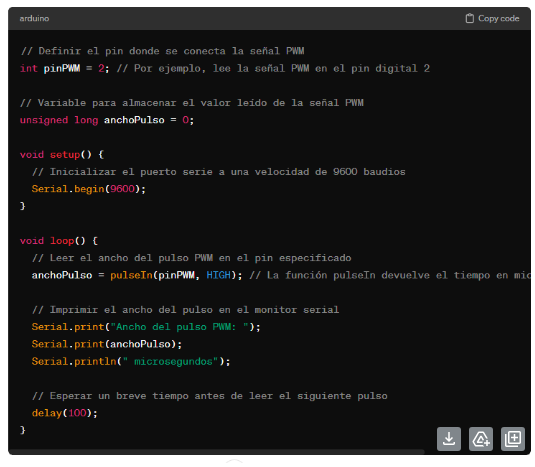 arduino
Copy code
// Definir el pin donde se conecta la señal PWM
int pinPWM = 2; // Por ejemplo, lee la señal PWM en el pin digital 2
// Variable para almacenar el valor leído de la señal PWM
unsigned long anchoPulso = 0;
void setup() {
// Inicializar el puerto serie a una velocidad de 9600 baudios
Serial.begin(9600);
}
void loop() {
// Leer el ancho del pulso PWM en el pin especificado
anchoPulso = pulseIn(pinPWM, HIGH); // La función pulseIn devuelve el tiempo en mic
// Imprimir el ancho del pulso en el monitor serial
Serial.print("Ancho del pulso PWM: ");
Serial.print(anchoPulso);
Serial.println(" microsegundos");
// Esperar un breve tiempo antes de leer el siguiente pulso
delay(100);
}